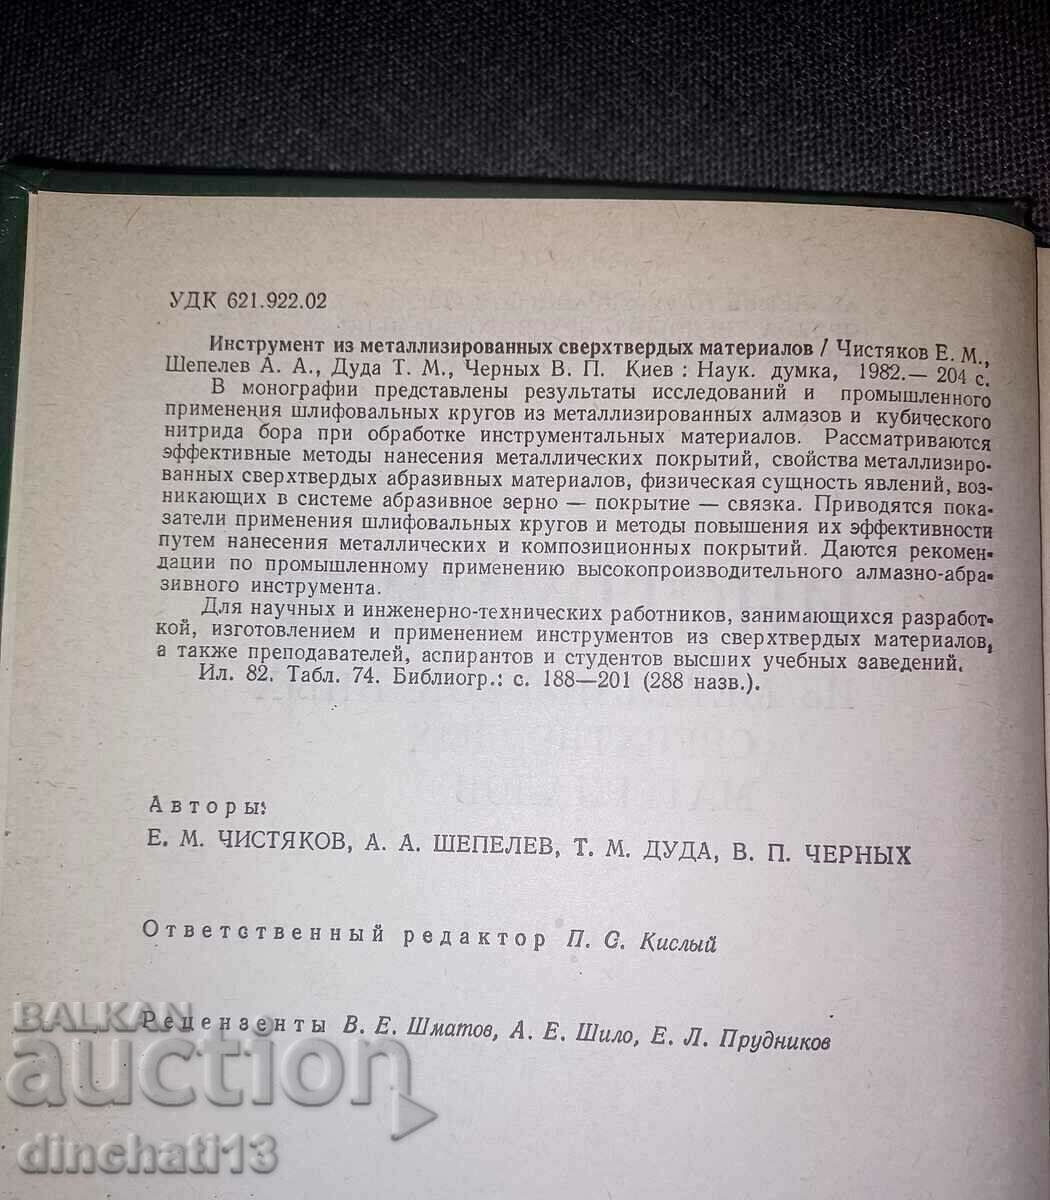 УДК 621.922.02
Инструмент из металлизированных сверхтвердых материалов / Чистяков Е. М.,
Шепелев А. А., Дуда Т. М., Черных В. П. Киев : Наук. думка, 1982.— 204 с.
В монографии представлены результаты исследований и промышленного
применения шлифовальных кругов из металлизированных алмазов и кубического
нитрида бора при обработке инструментальных материалов. Рассматриваются
эффективные методы нанесения металлических покрытий, свойства металлизиро-
ванных сверхтвердых абразивных материалов, физическая сущность явлений, воз-
никающих в системе абразивное зерно — покрытие — связка. Приводятся пока-
затели применения шлифовальных кругов и методы повышения их эффективности
путем нанесения металлических и композиционных покрытий. Даются рекомен-
дации по промышленному применению высокопроизводительного алмазно-абра-
зивного инструмента.
Для научных и инженерно-технических работников, занимающихся разработ-
кой, изготовлением и применением инструментов из сверхтвердых материалов,
а также преподавателей, аспирантов и студентов высших учебных заведений.
Ил. 82. Табл. 74. Библиогр.: с. 188—201 (288 назв.).
Авторы:
Е. М. ЧИСТЯКОВ, А. А. ШЕПЕЛЕВ, Т. М. ДУДА, В. П. ЧЕРНЫХ
Ответственный редактор П. С. Кислый
Рецензенты В. Е. Шматов, А. Е. Шило, Е. Л. Прудников
BALKAN
auction
dinchati13